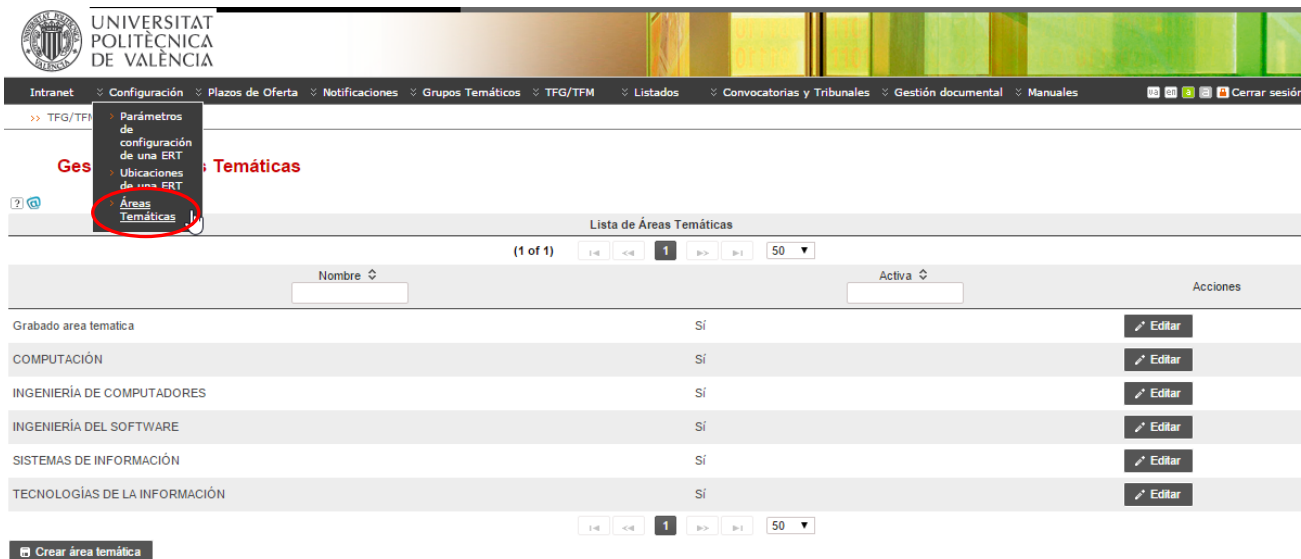 UNIVERSITAT
POLITÈCNICA
DE VALÈNCIA
Intranet Configuración Plazos de Oferta Notificaciones Grupos Temáticos TFG/TFM Listados Convocatorias y Tribunales Gestión documental Manuales va en a a Cerrar sesión
>> TFG/TFM
Parámetros
de
configuración
de una ERT
Ubicaciones
de una ERT
Áreas
Temáticas
Ges Temáticas
? @
Lista de Áreas Temáticas
(1 of 1) 1 50
Nombre Activa Acciones
Grabado area tematica Sí Editar
COMPUTACIÓN Sí Editar
INGENIERÍA DE COMPUTADORES Sí Editar
INGENIERÍA DEL SOFTWARE Sí Editar
SISTEMAS DE INFORMACIÓN Sí Editar
TECNOLOGÍAS DE LA INFORMACIÓN Sí Editar
1 50
Crear área temática